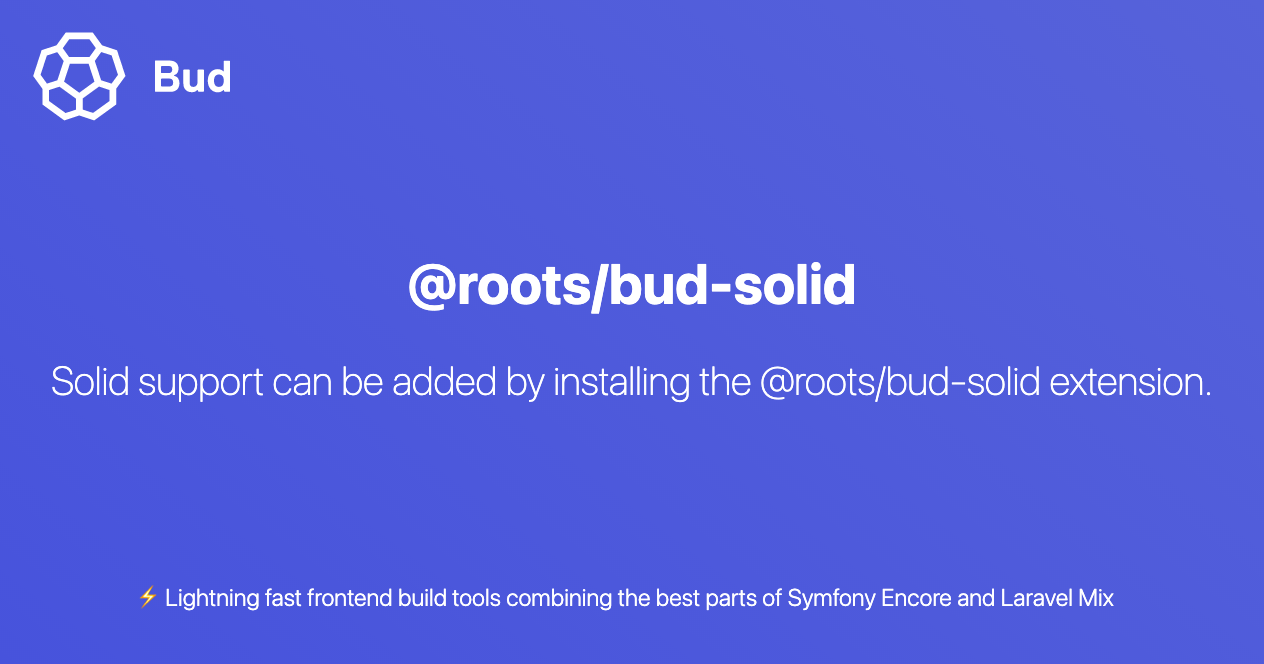 Bud
@roots/bud-solid
Solid support can be added by installing the @roots/bud-solid extension.
⚡ Lightning fast frontend build tools combining the best parts of Symfony Encore and Laravel Mix